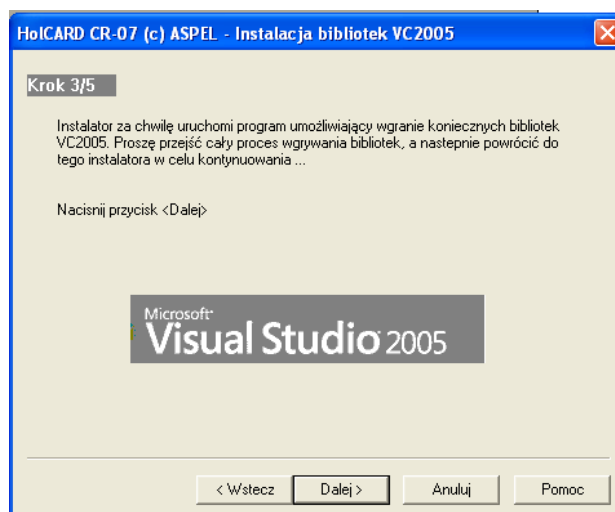 HolCARD CR-07 (c) ASPEL - Instalacja bibliotek VC2005
Krok 3/5
Instalator za chwilę uruchomi program umożliwiający wgranie koniecznych bibliotek
VC2005. Proszę przejść cały proces wgrywania bibliotek, a nastepnie powrócić do
tego instalatora w celu kontynuowania ...
Nacisnij przycisk <Dalej>
Microsoft
Visual Studio 2005
< Wstecz Dalej > Anuluj Pomoc